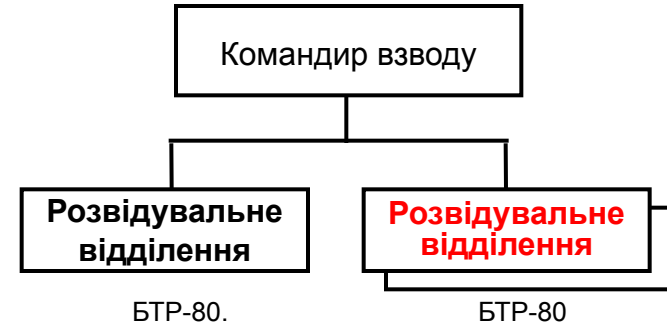 Командир взводу
Розвідувальне
відділення
Розвідувальне
відділення
БТР-80.
БТР-80